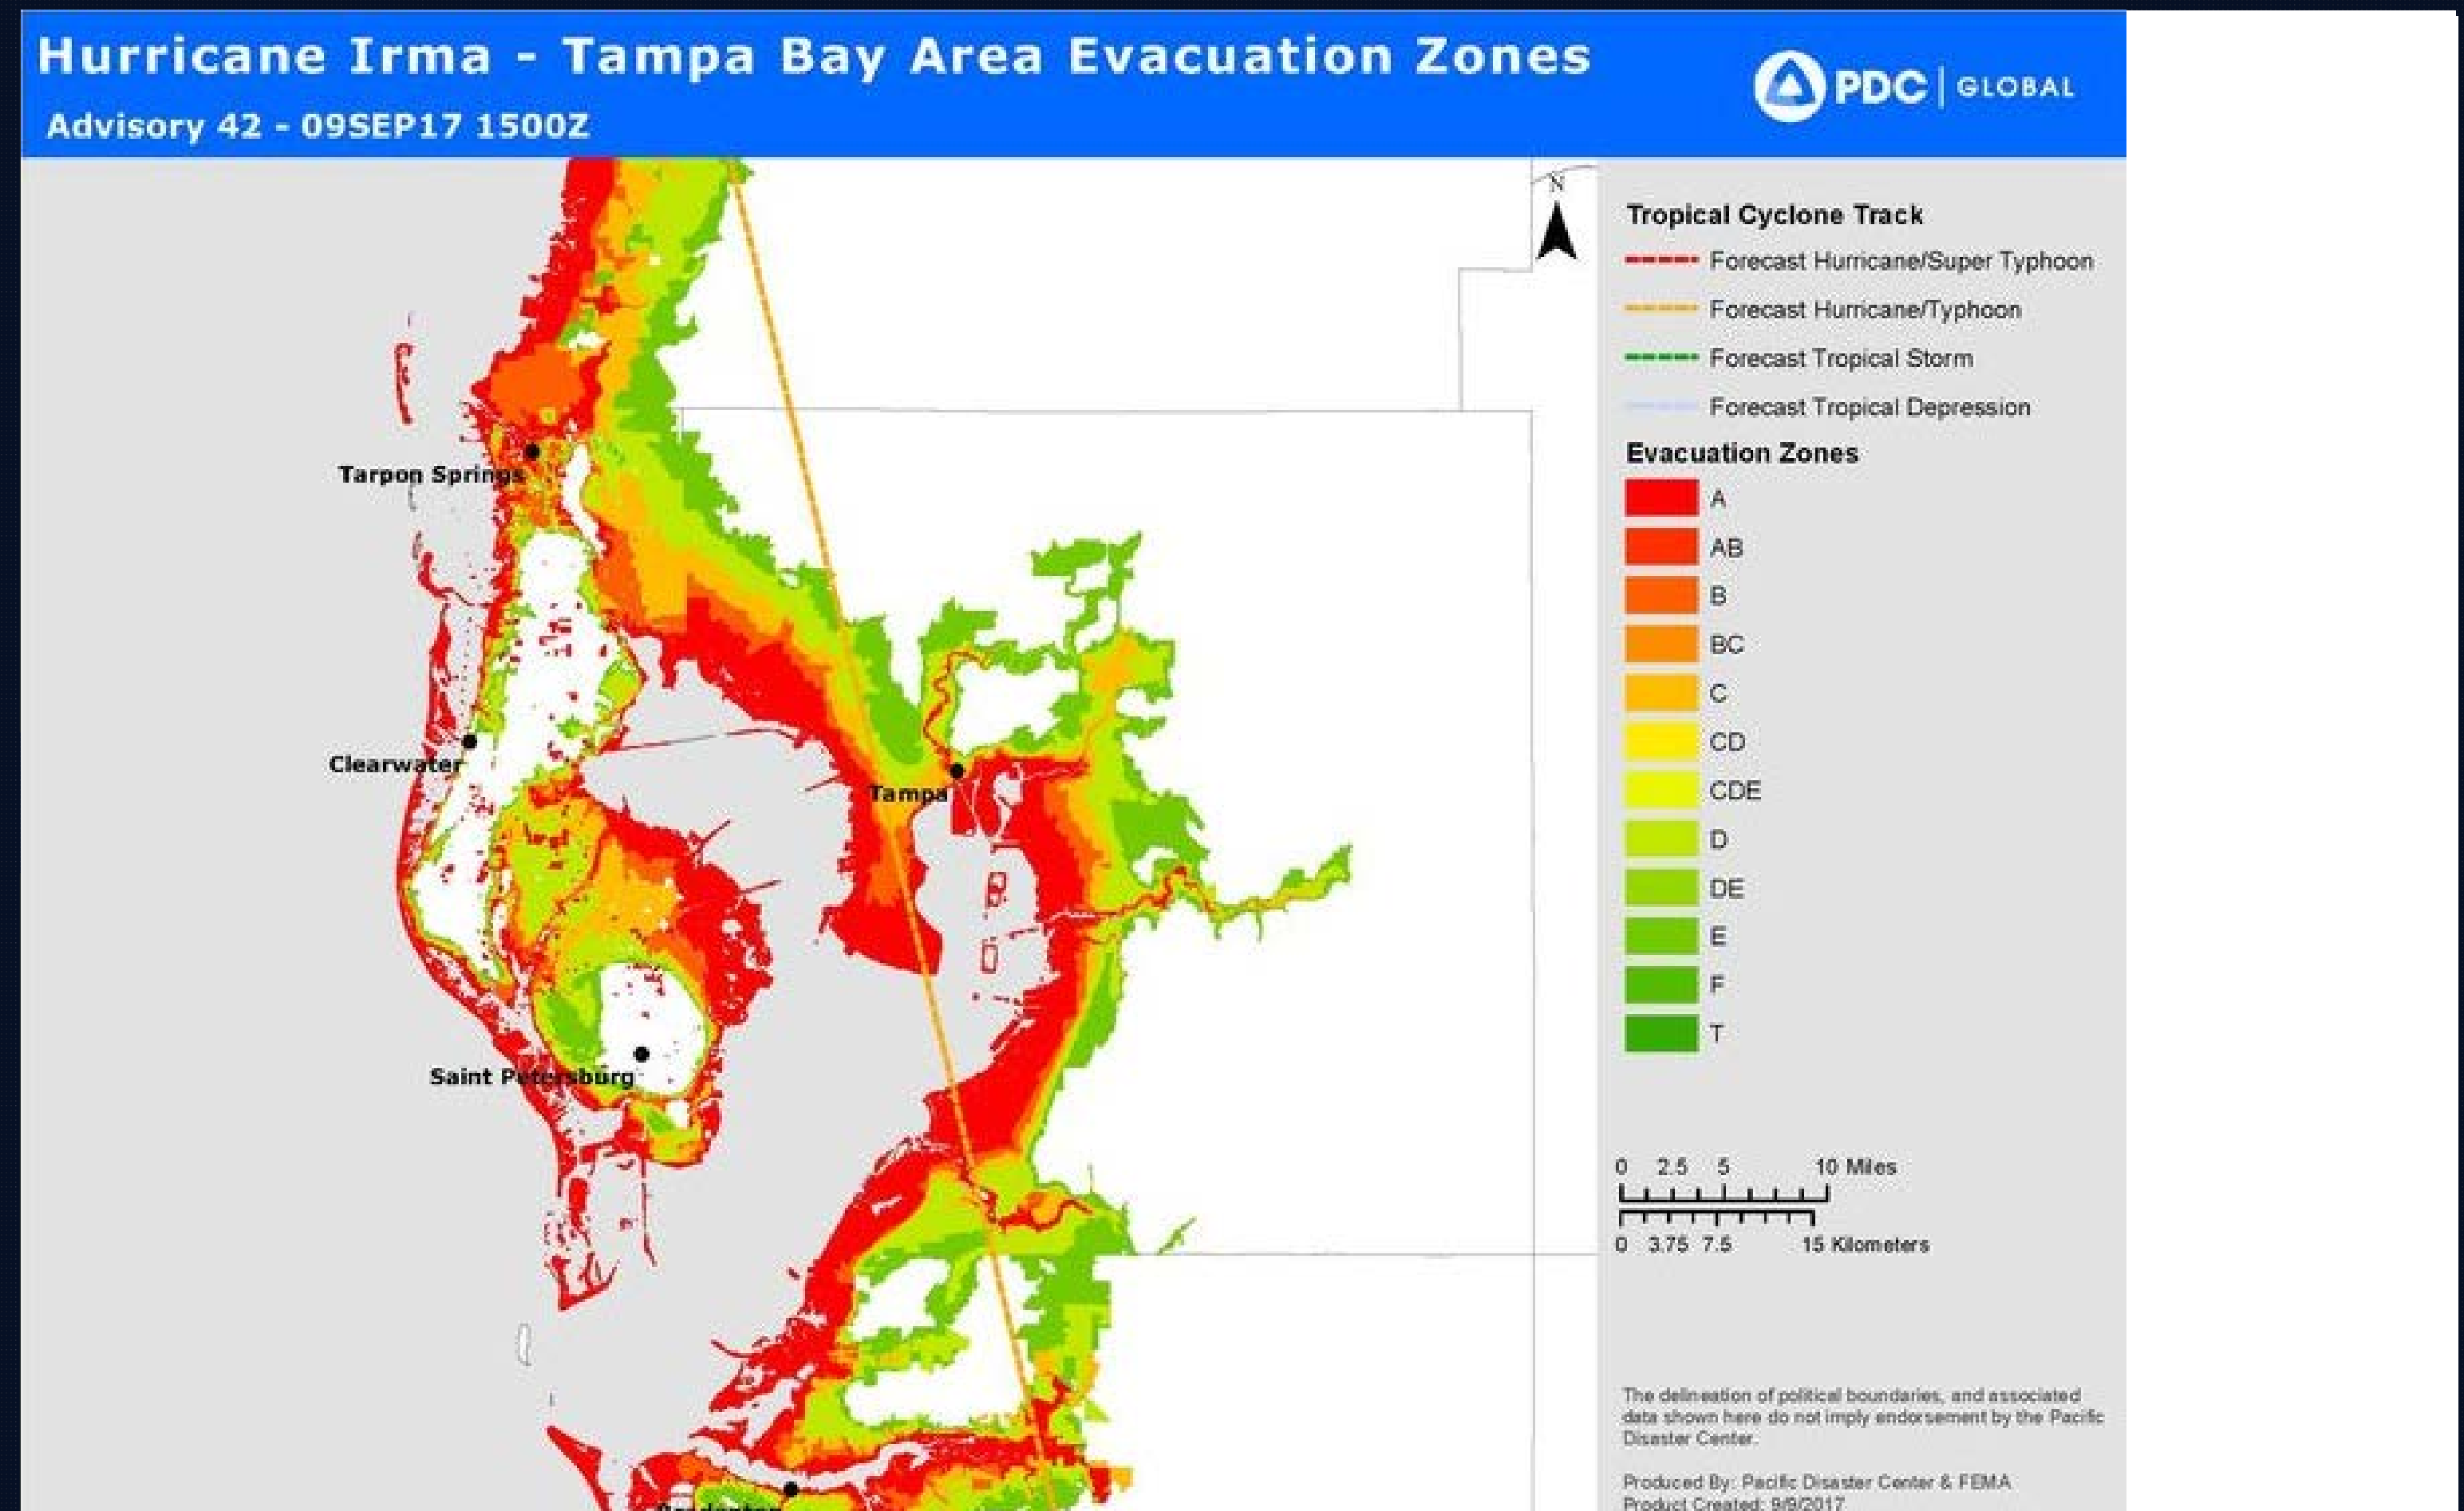 Hurricane Irma - Tampa Bay Area Evacuation Zones
Advisory 42 - 09SEP17 1500Z
PDC | GLOBAL
N
Tarpon Springs
Clearwater
Tampa
Saint Petersburg
Tropical Cyclone Track
Forecast Hurricane/Super Typhoon
Forecast Hurricane/Typhoon
Forecast Tropical Storm
Forecast Tropical Depression
Evacuation Zones
A
AB
B
BC
C
CD
CDE
D
DE
E
F
T
0 2.5 5 10 Miles
0 3.75 7.5 15 Kilometers
The delineation of political boundaries, and associated
data shown here do not imply endorsement by the Pacific
Disaster Center.
Produced By: Pacific Disaster Center & FEMA
Product Created: 9/9/2017